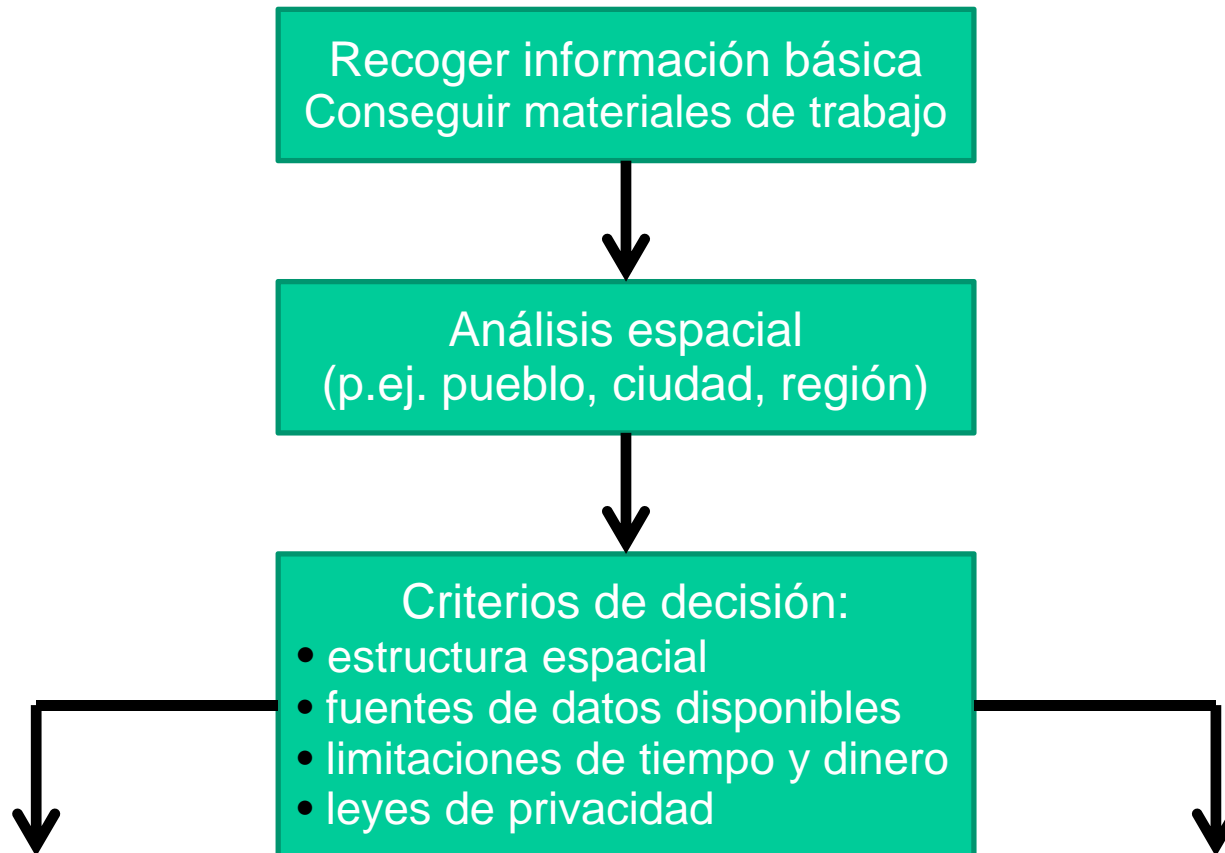 Recoger información básica
Conseguir materiales de trabajo
Análisis espacial
(p.ej. pueblo, ciudad, región)
Criterios de decisión:
• estructura espacial
• fuentes de datos disponibles
• limitaciones de tiempo y dinero
• leyes de privacidad